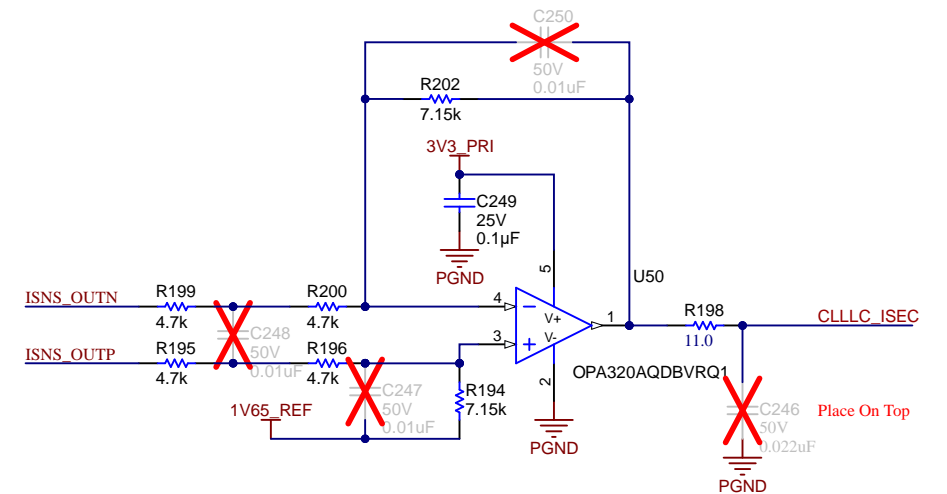 C250
50V
0.01uF
R202
7.15k
3V3_PRI
C249
25V
0.1µF
PGND
5
U50
ISNS_OUTN
R199
4.7k
R200
4.7k
4
V+
1
R198
11.0
CLLLC_ISEC
C248
50V
0.01uF
ISNS_OUTP
R195
4.7k
R196
4.7k
3
V-
2
OPA320AQDBVRQ1
C247
50V
0.01uF
R194
7.15k
1V65_REF
PGND
C246
50V
0.022uF
Place On Top
PGND